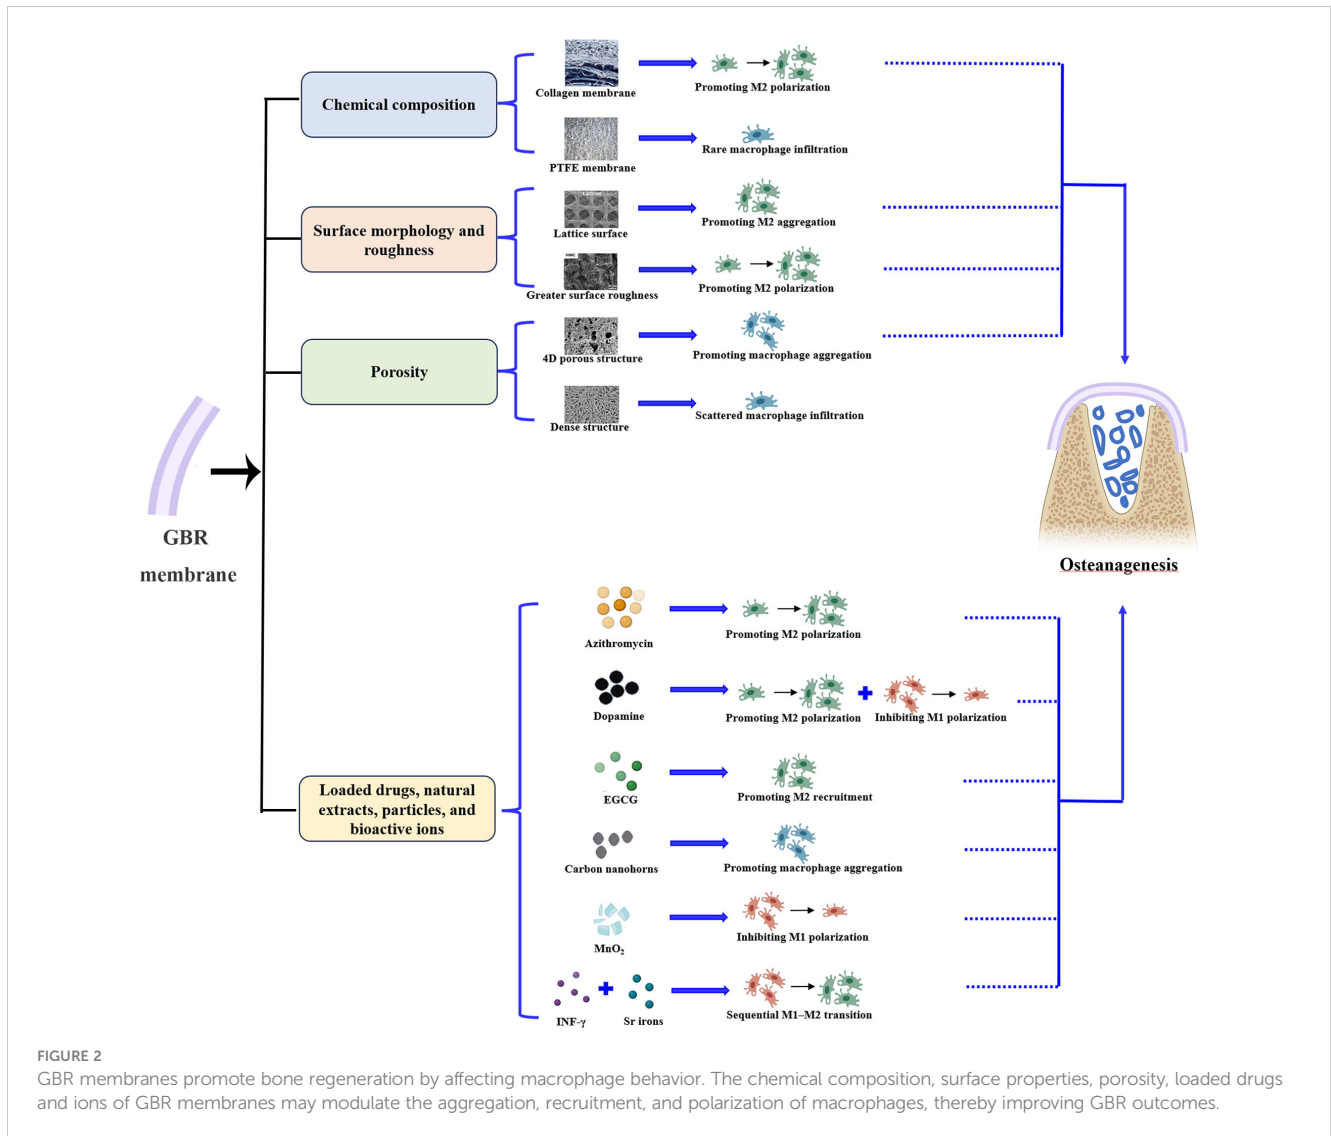 Chemical composition
Collagen membrane
Promoting M2 polarization
PTFE membrane
Rare macrophage infiltration
Surface morphology and
roughness
Lattice surface
Promoting M2 aggregation
Greater surface roughness
Promoting M2 polarization
Porosity
4D porous structure
Promoting macrophage aggregation
Dense structure
Scattered macrophage infiltration
GBR
membrane
Osteanagenesis
Loaded drugs, natural
extracts, particles, and
bioactive ions
Azithromycin
Promoting M2 polarization
Dopamine
Promoting M2 polarization
Inhibiting M1 polarization
EGCG
Promoting M2 recruitment
Carbon nanohorns
Promoting macrophage aggregation
MnO₂
Inhibiting M1 polarization
INF-γ
Sr irons
Sequential M1–M2 transition
FIGURE 2
GBR membranes promote bone regeneration by affecting macrophage behavior. The chemical composition, surface properties, porosity, loaded drugs
and ions of GBR membranes may modulate the aggregation, recruitment, and polarization of macrophages, thereby improving GBR outcomes.